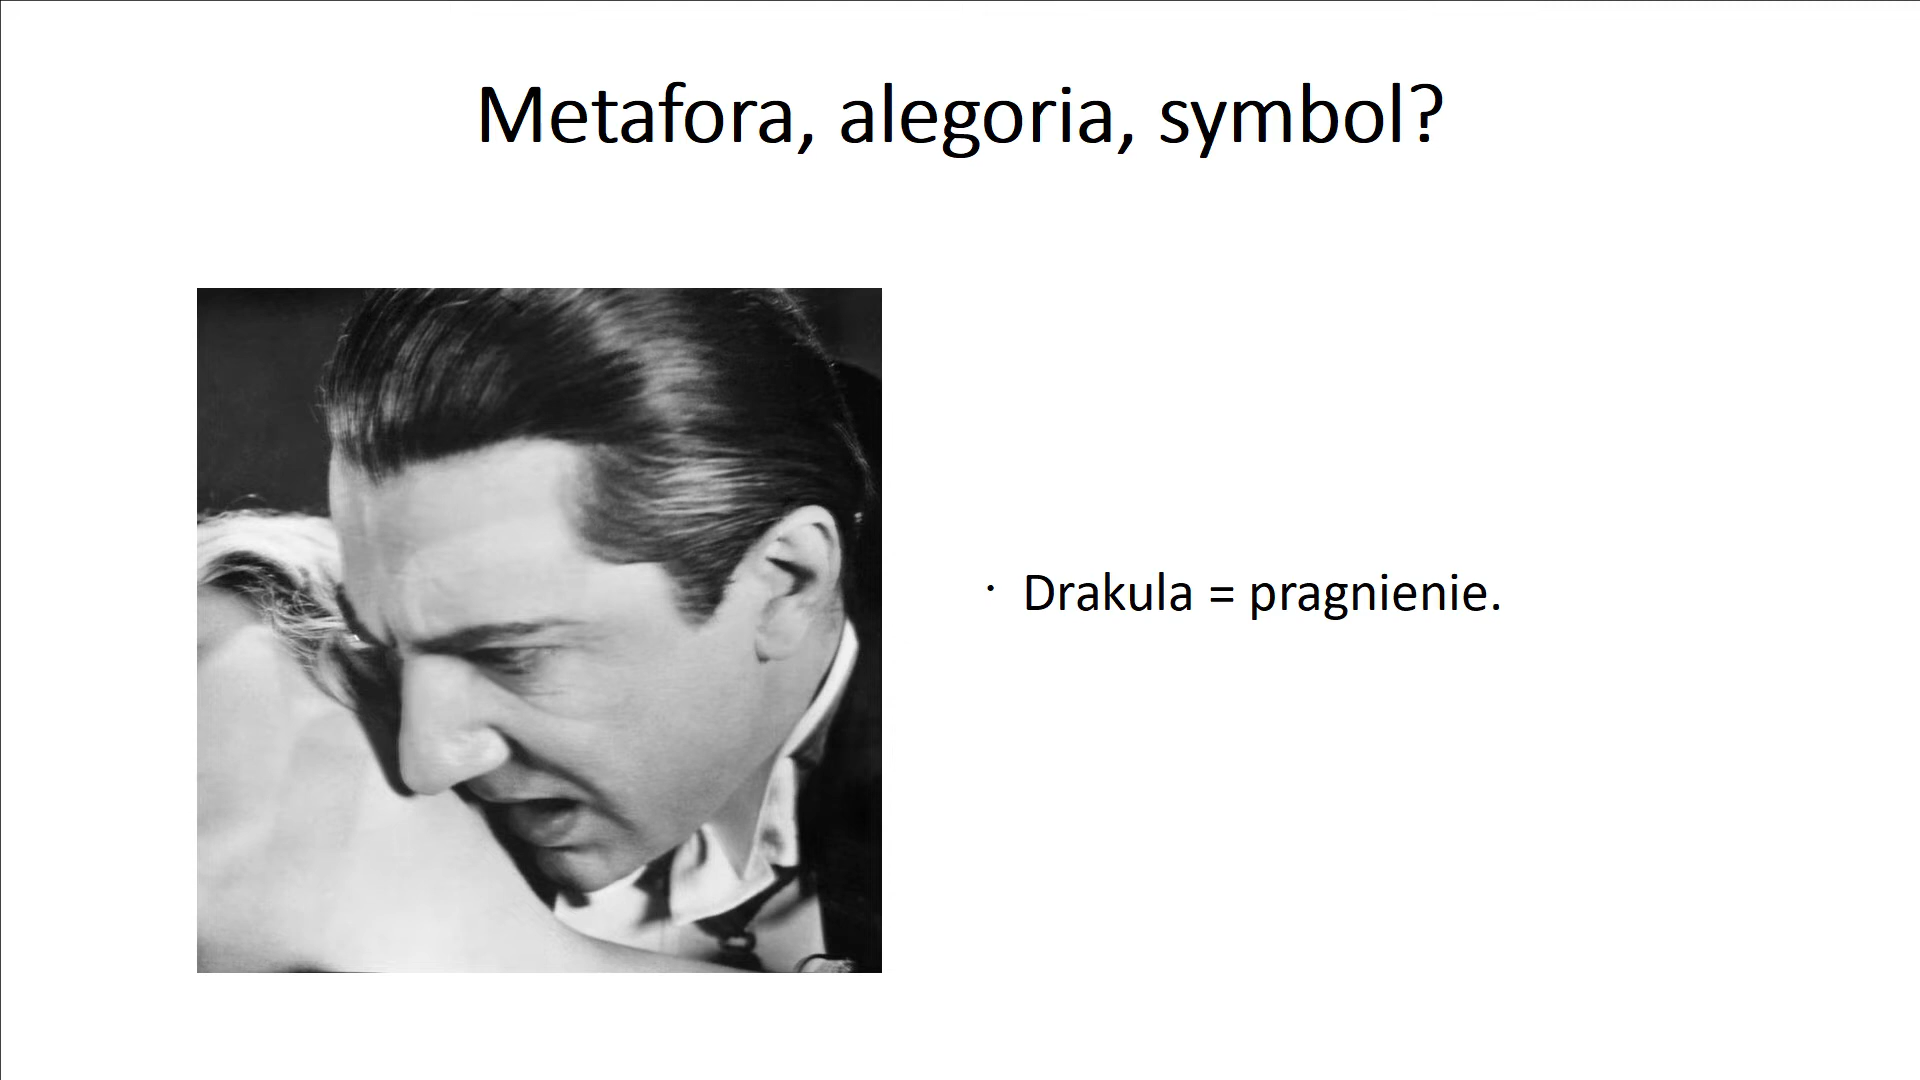 Metafora, alegoria, symbol?
· Drakula = pragnienie.